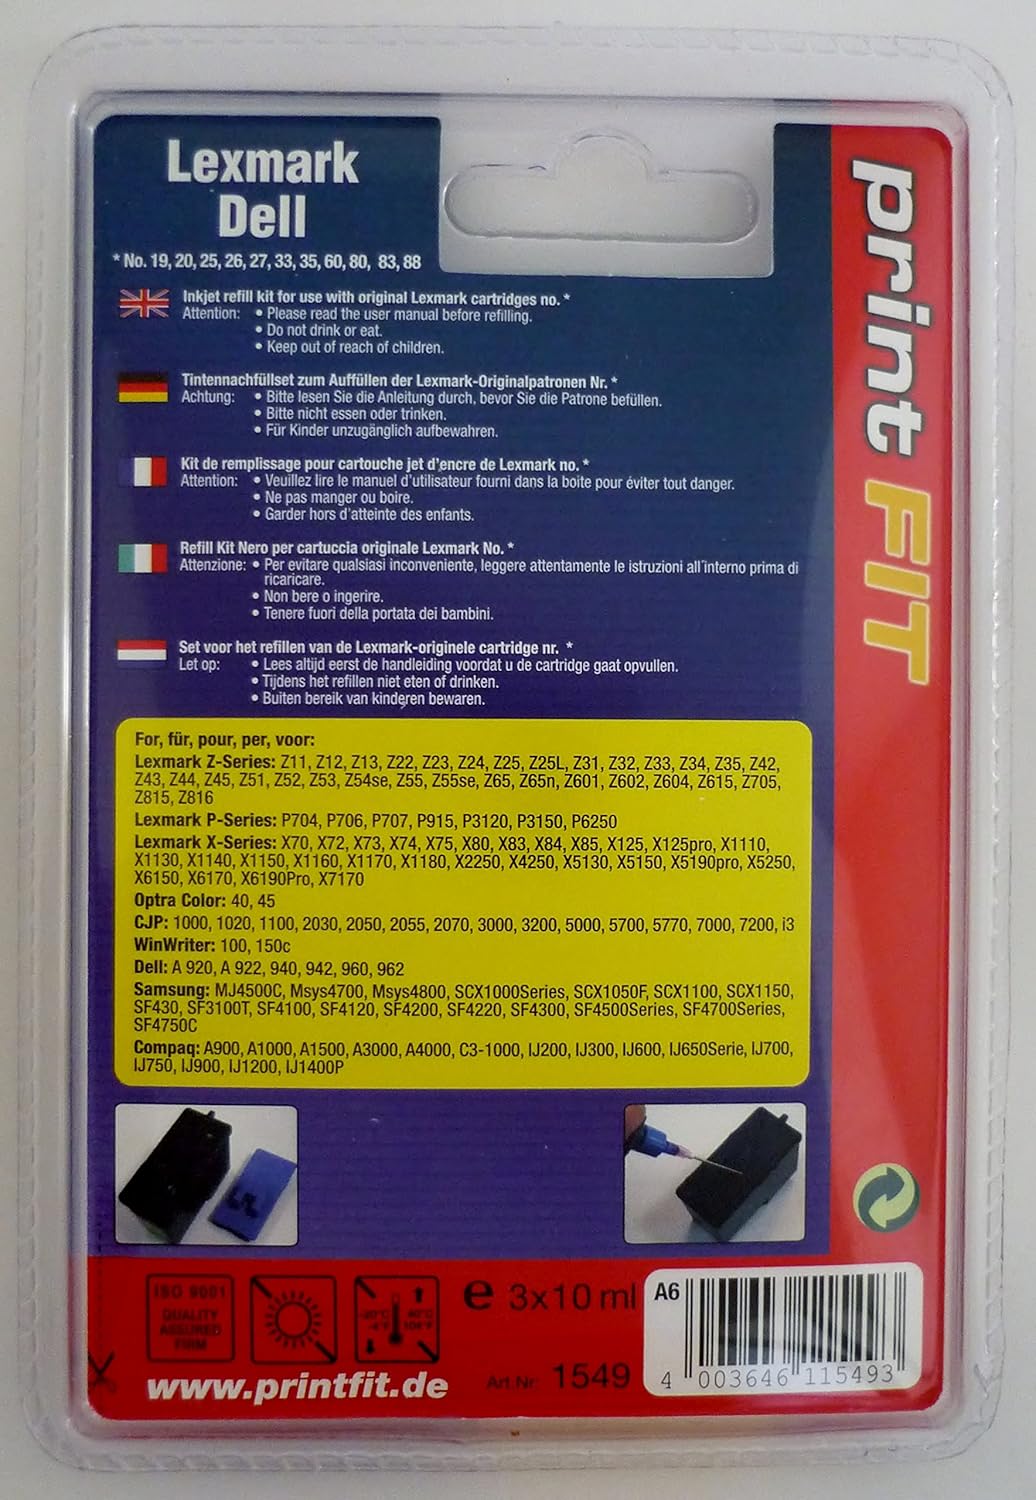 Lexmark
Dell
* No. 19, 20, 25, 26, 27, 33, 35, 60, 80, 83, 88
print FIT
Inkjet refill kit for use with original Lexmark cartridges no. *
Attention: • Please read the user manual before refilling.
• Do not drink or eat.
• Keep out of reach of children.
Tintennachfüllset zum Auffüllen der Lexmark-Originalpatronen Nr. *
Achtung: • Bitte lesen Sie die Anleitung durch, bevor Sie die Patrone befüllen.
• Bitte nicht essen oder trinken.
• Für Kinder unzugänglich aufbewahren.
Kit de remplissage pour cartouche jet d'encre de Lexmark no. *
Attention: • Veuillez lire le manuel d'utilisateur fourni dans la boite pour éviter tout danger.
• Ne pas manger ou boire.
• Garder hors d'atteinte des enfants.
Refill Kit Nero per cartuccia originale Lexmark No. *
Attenzione: • Per evitare qualsiasi inconveniente, leggere attentamente le istruzioni all'interno prima di
ricaricare.
• Non bere o ingerire.
• Tenere fuori della portata dei bambini.
Set voor het refillen van de Lexmark-originele cartridge nr. *
Let op: • Lees altijd eerst de handleiding voordat u de cartridge gaat opvullen.
• Tijdens het refillen niet eten of drinken.
• Buiten bereik van kinderen bewaren.
For, für, pour, per, voor:
Lexmark Z-Series: Z11, Z12, Z13, Z22, Z23, Z24, Z25, Z25L, Z31, Z32, Z33, Z34, Z35, Z42,
Z43, Z44, Z45, Z51, Z52, Z53, Z54se, Z55, Z55se, Z65, Z65n, Z601, Z602, Z604, Z615, Z705,
Z815, Z816
Lexmark P-Series: P704, P706, P707, P915, P3120, P3150, P6250
Lexmark X-Series: X70, X72, X73, X74, X75, X80, X83, X84, X85, X125, X125pro, X1110,
X1130, X1140, X1150, X1160, X1170, X1180, X2250, X4250, X5130, X5150, X5190pro, X5250,
X6150, X6170, X6190Pro, X7170
Optra Color: 40, 45
CJP: 1000, 1020, 1100, 2030, 2050, 2055, 2070, 3000, 3200, 5000, 5700, 5770, 7000, 7200, i3
WinWriter: 100, 150c
Dell: A 920, A 922, 940, 942, 960, 962
Samsung: MJ4500C, Msys4700, Msys4800, SCX1000Series, SCX1050F, SCX1100, SCX1150,
SF430, SF3100T, SF4100, SF4120, SF4200, SF4220, SF4300, SF4500Series, SF4700Series,
SF4750C
Compaq: A900, A1000, A1500, A3000, A4000, C3-1000, IJ200, IJ300, IJ600, IJ650Serie, IJ700,
IJ750, IJ900, IJ1200, IJ1400P
ISO 9001
QUALITY
ASSURED
FIRM
-20°C 40°C
-4°F 104°F
e 3x10 ml
A6
www.printfit.de
Art Nr: 1549
4 003646 115493